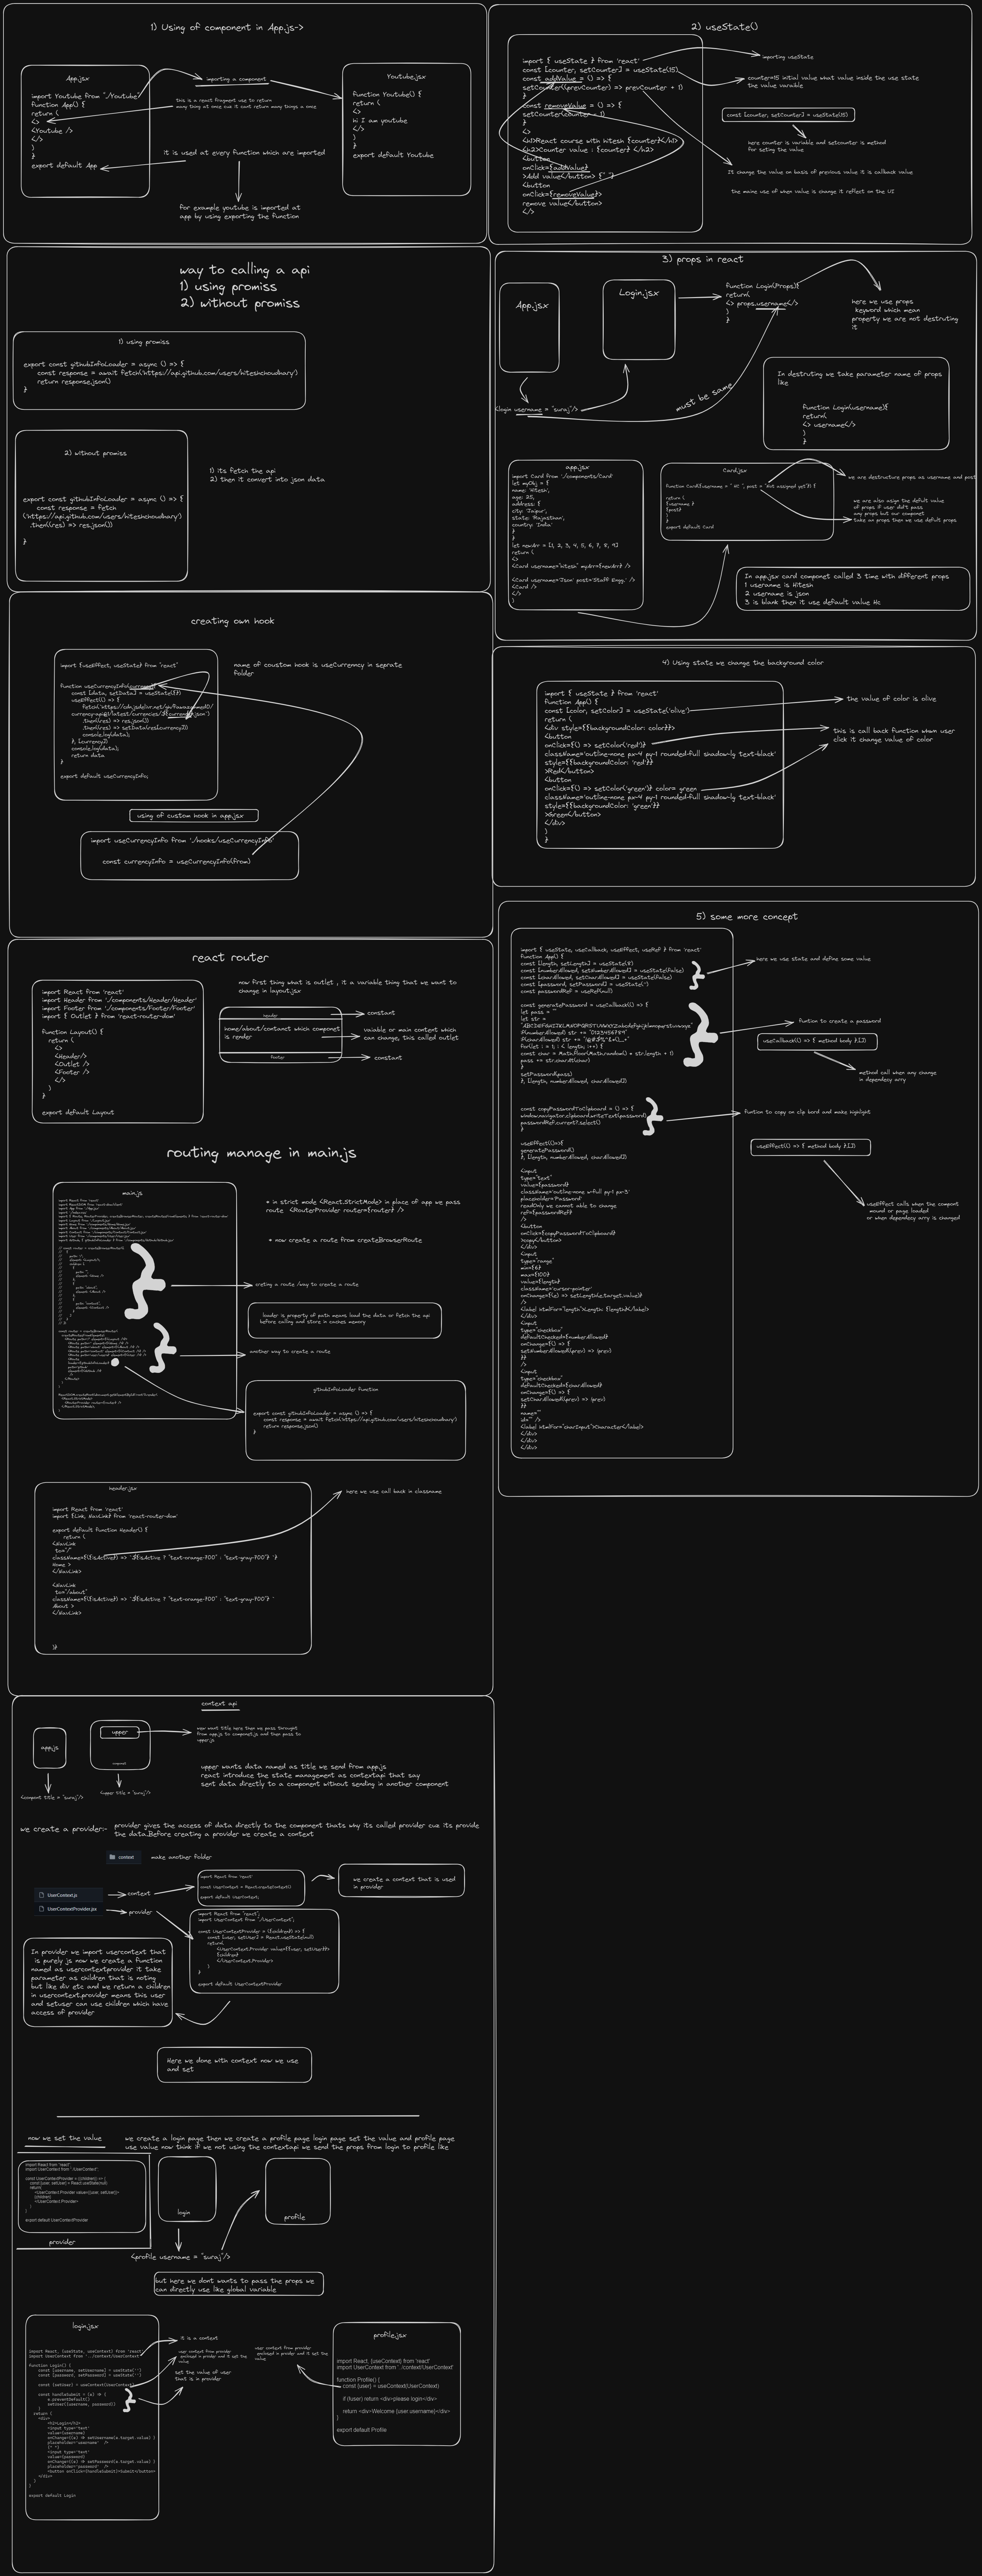 1) Using of component in App.js->
App.jsx
import Youtube from "./Youtube"
function App() {
return (
<>
<Youtube />
</>
)
}
export default App
importing a component
this is a react fragment use to return
many thing at once cuz it cant return many things a once
it is used at every function which are imported
for example youtube is imported at
app by using exporting the function
Youtube.jsx
function Youtube() {
return (
<>
hi I am youtube
</>
)
}
export default Youtube
2) useState()
import { useState } from 'react'
const [counter, setCounter] = useState(15)
const addValue = () => {
setCounter((prevCounter) => prevCounter + 1)
}
const removeValue = () => {
setCounter(counter - 1)
}
<>
<h1>React course with hitesh {counter}</h1>
<h2>Counter value : {counter} </h2>
<button
onClick={addValue}
>Add value</button> {" "}
<button
onClick={removeValue}>
remove value</button>
</>
importing useState
counter=15 initial value what value inside the use state
the value variable
const [counter, setCounter] = useState(15)
here counter is variable and setcounter is method
for seting the value
It change the value on basis of previous value it is callback value
the maine use of when value is change it reflect on the UI
way to calling a api
1) using promiss
2) without promiss
1) using promiss
export const githubInfoLoader = async () => {
const response = await fetch('https://api.github.com/users/hiteshchoudhary')
return response.json()
}
2) without promiss
export const githubInfoLoader = async () => {
const response = fetch
('https://api.github.com/users/hiteshchoudhary')
.then((res) => res.json())
}
1) its fetch the api
2) then it convert into json data
3) props in react
App.jsx
Login.jsx
function Login(Props){
return(
<> props.username</>
)
}
here we use props
keyword which mean
property we are not destruting
it
<login username = "suraj"/>
must be same
In destruting we take parameter name of props
like
function Login(username){
return(
<> username</>
)
}
app.jsx
import Card from './components/Card'
let myObj = {
name: 'Hitesh',
age: 25,
address: {
city: 'Jaipur',
state: 'Rajasthan',
country: 'India'
}
}
let newArr = [1, 2, 3, 4, 5, 6, 7, 8, 9]
return (
<>
<Card username="hitesh" myArr={newArr} />
<Card username='Json' post='Staff Engg.' />
<Card />
</>
)
Card.jsx
function Card({username = " HC ", post = "Not assigned yet"}) {
return (
{username }
{post}
)
}
export default Card
we are destructure props as username and post
we are also asign the defult value
of props if user did't pass
any props but our componet
take an props then we use defult props
In app.jsx card componet called 3 time with different props
1 useranme is Hitesh
2 username is json
3 is blank then it use default value Hc
creating own hook
import {useEffect, useState} from "react"
function useCurrencyInfo(currency){
const [data, setData] = useState({})
useEffect(() => {
.then((res) => res.json())
.then((res) => setData(res[currency]))
console.log(data);
}, [currency])
console.log(data);
return data
}
export default useCurrencyInfo;
name of coustom hook is useCurrenncy in seprate
folder
using of custom hook in app.jsx
import useCurrencyInfo from './hooks/useCurrencyInfo'
const currencyInfo = useCurrencyInfo(from)
4) Using state we change the background color
import { useState } from 'react'
function App() {
const [color, setColor] = useState('olive')
return (
<div style={{backgroundColor: color}}>
<button
onClick={() => setColor('red')}
className='outline-none px-4 py-1 rounded-full shadow-lg text-black'
style={{backgroundColor: 'red'}}
>Red</button>
<button
onClick={() => setColor('green')} color= green
className='outline-none px-4 py-1 rounded-full shadow-lg text-black'
style={{backgroundColor: 'green'}}
>Green</button>
</div>
)
}
the value of color is olive
this is call back function whwn user
click it change value of color
react router
import React from 'react'
import Header from './components/Header/Header'
import Footer from './components/Footer/Footer'
import { Outlet } from 'react-router-dom'
function Layout() {
return (
<>
<Header/>
<Outlet />
<Footer />
</>
)
}
export default Layout
now first thing what is outlet , it a variable thing that we want to
change in layout.jsx
header
home/about/contanct which componet
is render
footer
constant
vaiable or main content which
can change, this called outlet
constant
routing manage in main.js
main.js
* in strict mode <React.StrictMode> in place of app we pass
route <RouterProvider router={router} />
* now create a route from createBrowserRoute
creting a route /way to create a route
loader is property of path means load the data or fetch the api
before calling and store in caches memory
another way to create a route
githubInfoLoader function
export const githubInfoLoader = async () => {
const response = await fetch('https://api.github.com/users/hiteshchoudhary')
return response.json()
}
header.jsx
import React from 'react'
import {Link, NavLink} from 'react-router-dom'
export default function Header() {
return (
<NavLink
to="/"
className={({isActive}) => `${isActive ? "text-orange-700" : "text-gray-700"} `}
Home >
</NavLink>
<NavLink
to="/about"
className={({isActive}) => `${isActive ? "text-orange-700" : "text-gray-700"} `
About >
</NavLink>
)}
here we use call back in classname
5) some more concept
import { useState, useCallback, useEffect, useRef } from 'react'
function App() {
const [length, setLength] = useState(8)
const [numberAllowed, setNumberAllowed] = useState(false)
const [charAllowed, setCharAllowed] = useState(false)
const [password, setPassword] = useState('')
const passwordRef = useRef(null)
const generatePassword = useCallback(() => {
let pass = ""
let str =
"ABCDEFGHIJKLMNOPQRSTUVWXYZabcdefghijklmnopqrstuvwxyz"
if(numberAllowed) str += "0123456789"
for(let i = 1; i < length; i++) {
const char = Math.floor(Math.random() * str.length + 1)
pass += str.charAt(char)
}
setPassword(pass)
}, [length, numberAllowed, charAllowed])
const copyPasswordToClipboard = () => {
window.navigator.clipboard.writeText(password)
passwordRef.current?.select()
}
useEffect(()=>{
generatePassword()
}, [length, numberAllowed, charAllowed])
<input
type="text"
value={password}
className='outline-none w-full py-1 px-3'
placeholder='Password'
readOnly we cannot able to change
ref={passwordRef}
/>
<button
onClick={copyPasswordToClipboard}
>copy</button>
</div>
<input
type="range"
min={6}
max={100}
value={length}
className='cursor-pointer'
onChange={(e) => setLength(e.target.value)}
/>
<label htmlFor="length">Length: {length}</label>
</div>
<input
type="checkbox"
defaultChecked={numberAllowed}
onChange={() => {
setNumberAllowed((prev) => !prev)
}}
/>
<input
type="checkbox"
defaultChecked={charAllowed}
onChange={() => {
setCharAllowed((prev) => !prev)
}}
name=""
id="" />
<label htmlFor="charInput">Character</label>
</div>
</div>
</div>
here we use state and define some value
funtion to create a password
useCallback(() => { method body },[])
method call when any change
in dependecy arry
funtion to copy on clip bord and make highlight
useEffect(() => { method body },[])
useEffect calls when the compont
mound or page loaded
or when dependecy arry is changed
context api
app.js
upper
<compont title = "suraj"/>
<upper title = "suraj"/>
now want title here then we pass throught
from app.js to componet.js and then pass to
upper.js
upper wants data named as title we send from app.js
react introduce the state management as contextapi that say
sent data directly to a component without sending in another component
we create a provider:-
provider gives the access of data directly to the component thats why its called provider cuz its provide
the data.Before creating a provider we create a context
context
make another folder
UserContext.js
UserContextProvider.jsx
context
provider
import React from 'react'
const UserContext = React.createContext()
export default UserContext;
we create a context that is used
in provider
import React from "react";
import UserContext from "./UserContext";
const UserContextProvider = ({children}) => {
const [user, setUser] = React.useState(null)
return(
<UserContext.Provider value={{user, setUser}}>
{children}
</UserContext.Provider>
)
}
export default UserContextProvider
In provider we import usercontext that
is purely js now we create a function
named as usercontextprovider it take
parameter as children that is noting
but like div etc and we return a children
in usercontext.provider means this user
and setuser can use children which have
access of provider
Here we done with context now we use
and set
now we set the value
we create a login page then we create a profile page login page set the value and profile page
use value now think if we not using the contextapi we send the props from login to profile like
import React from "react";
import UserContext from "./UserContext";
const UserContextProvider = ({children}) => {
const [user, setUser] = React.useState(null)
return(
<UserContext.Provider value={{user, setUser}}>
{children}
</UserContext.Provider>
)
}
export default UserContextProvider
provider
login
profile
<profile username = "suraj"/>
but here we dont wants to pass the props we
can directly use like global variable
login.jsx
import React, {useState, useContext} from 'react'
import UserContext from '../context/UserContext'
function Login() {
const [username, setUsername] = useState('')
const [password, setPassword] = useState('')
const {setUser} = useContext(UserContext)
const handleSubmit = (e) => {
e.preventDefault()
setUser({username, password})
}
return (
<div>
<h2>Login</h2>
<input type='text'
value={username}
onChange={(e) => setUsername(e.target.value) }
placeholder='username' />
{" "}
<input type='text'
value={password}
onChange={(e) => setPassword(e.target.value) }
placeholder='password' />
<button onClick={handleSubmit}>Submit</button>
</div>
)
}
export default Login
it is a context
user context from provider
enclosed in prvider and it set the
value
set the value of user
that is in provider
user context from provider
enclosed in prvider and it set the
value
profile.jsx
import React, {useContext} from 'react'
import UserContext from '../context/UserContext'
function Profile() {
const {user} = useContext(UserContext)
if (!user) return <div>please login</div>
return <div>Welcome {user.username}</div>
}
export default Profile